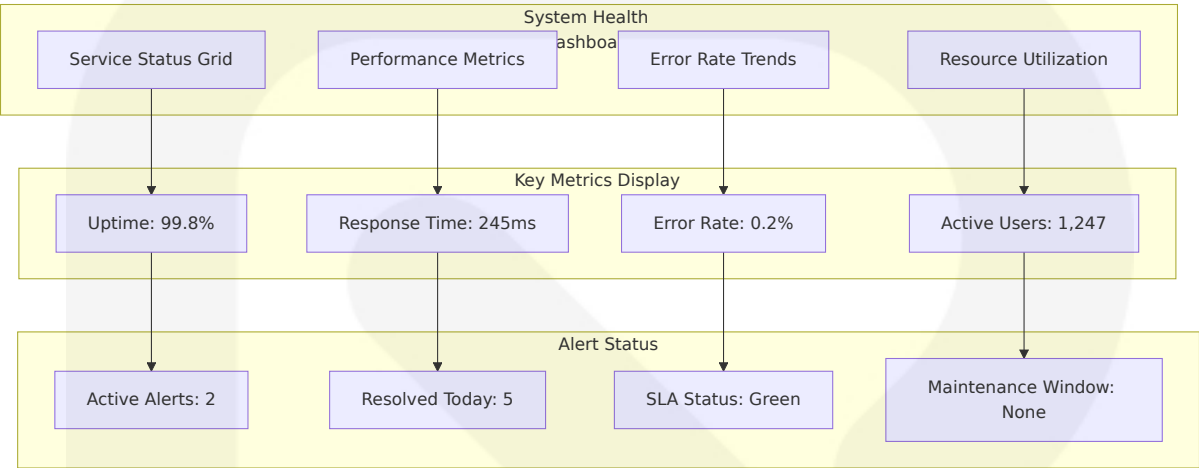 System Health
ashboa
Service Status Grid
Performance Metrics
Error Rate Trends
Resource Utilization
Key Metrics Display
Uptime: 99.8%
Response Time: 245ms
Error Rate: 0.2%
Active Users: 1,247
Alert Status
Active Alerts: 2
Resolved Today: 5
SLA Status: Green
Maintenance Window:
None